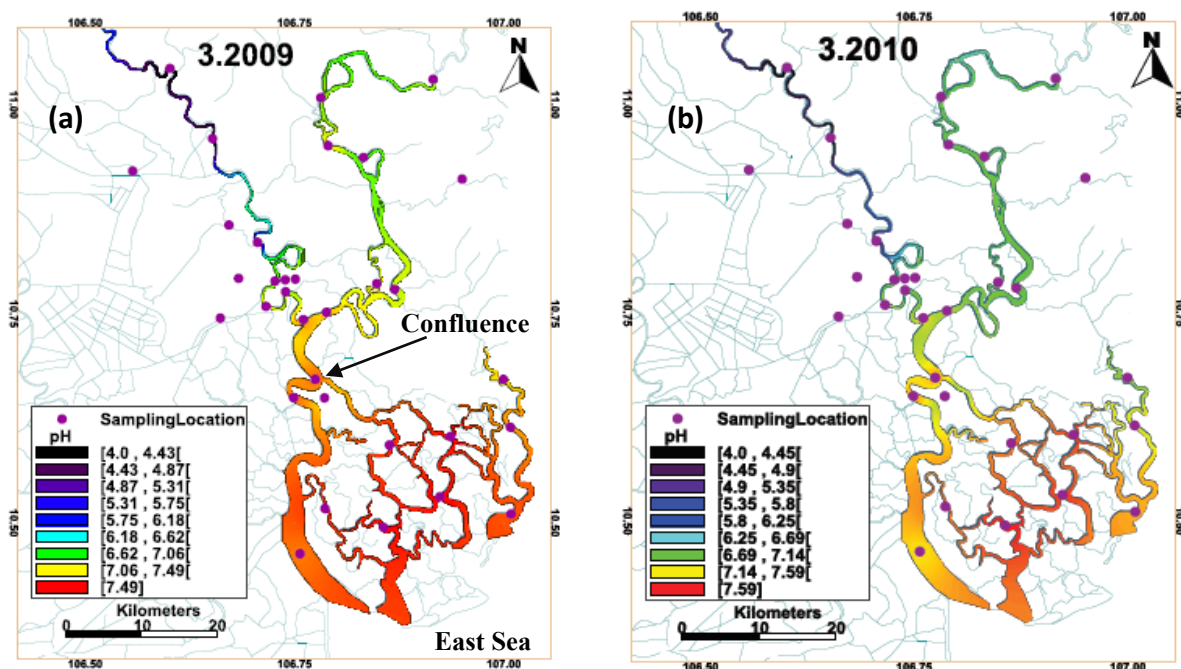 106.50 106.75 107.00
3.2009
N
(a)
11.00 11.00
10.75 10.75
Confluence
10.50 10.50
SamplingLocation
pH
[4.0 , 4.43[
[4.43 , 4.87[
[4.87 , 5.31[
[5.31 , 5.75[
[5.75 , 6.18[
[6.18 , 6.62[
[6.62 , 7.06[
[7.06 , 7.49[
[7.49]
Kilometers
0 10 20
East Sea
106.50 106.75 107.00
106.50 106.75 107.00
3.2010
N
(b)
11.00 11.00
10.75 10.75
10.50 10.50
SamplingLocation
pH
[4.0 , 4.45[
[4.45 , 4.9[
[4.9 , 5.35[
[5.35 , 5.8[
[5.8 , 6.25[
[6.25 , 6.69[
[6.69 , 7.14[
[7.14 , 7.59[
[7.59]
Kilometers
0 10 20
106.50 106.75 107.00